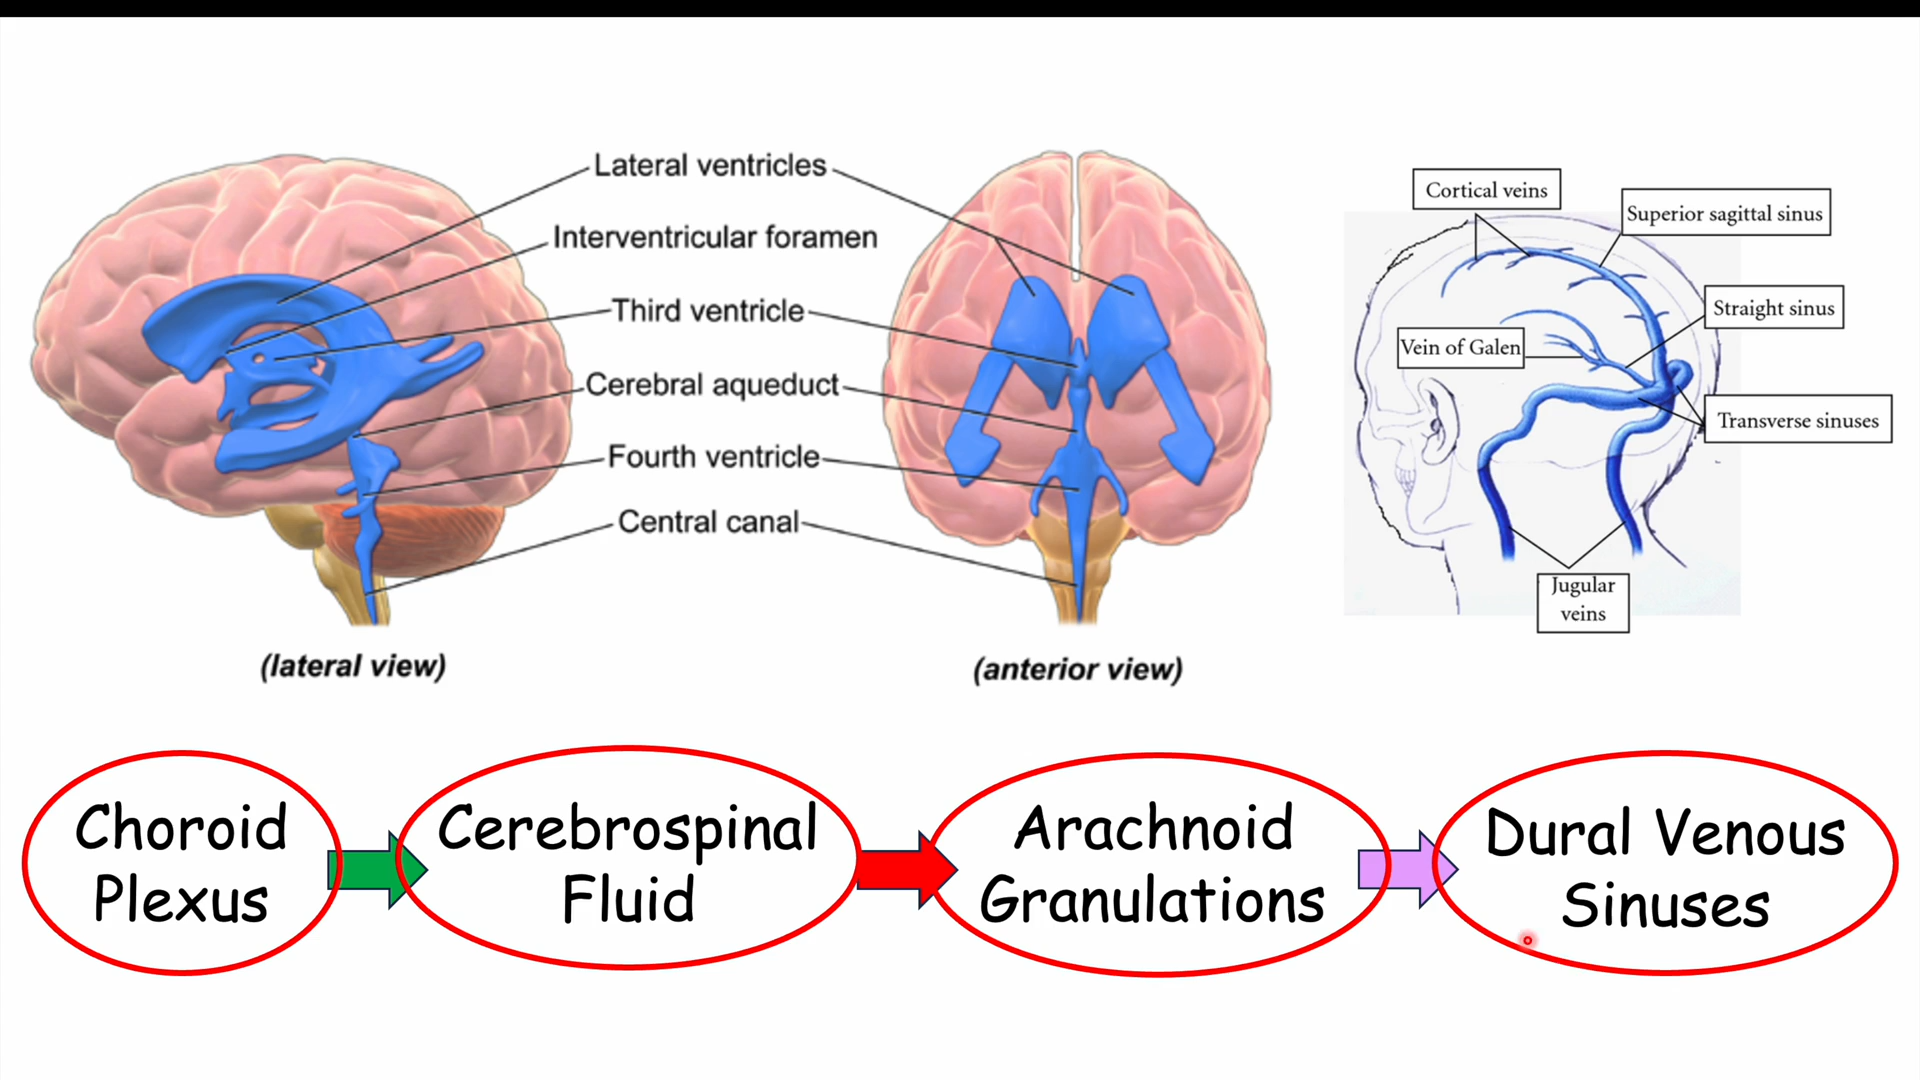 Lateral ventricles
Interventricular foramen
Third ventricle
Cerebral aqueduct
Fourth ventricle
Central canal
(lateral view)
(anterior view)
Cortical veins
Superior sagittal sinus
Straight sinus
Vein of Galen
Transverse sinuses
Jugular
veins
Choroid
Plexus
Cerebrospinal
Fluid
Arachnoid
Granulations
Dural Venous
Sinuses